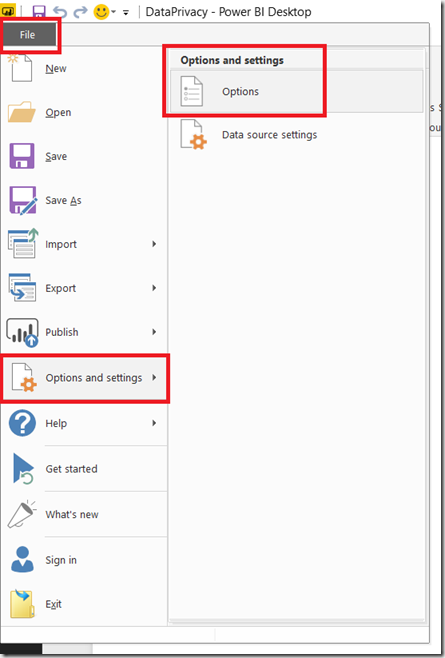 DataPrivacy - Power BI Desktop
File
Options and settings
New
Options
Open
Data source settings
Save
Save As
Import
Export
Publish
Options and settings
Help
Get started
What's new
Sign in
Exit